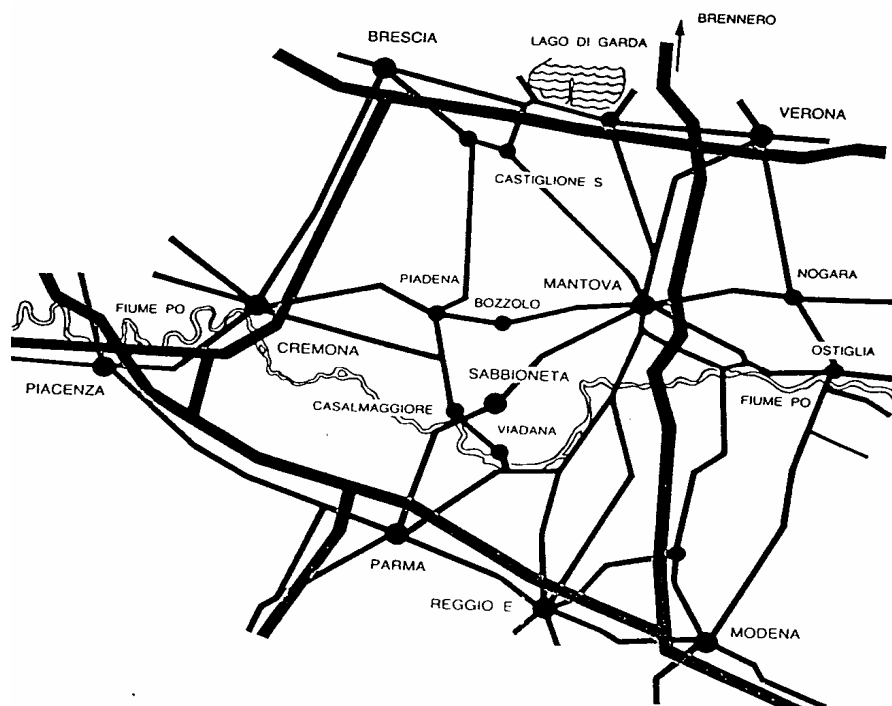 BRENNERO
BRESCIA
LAGO DI GARDA
VERONA
CASTIGLIONE S
PIADENA
BOZZOLO
MANTOVA
NOGARA
FIUME PO
CREMONA
OSTIGLIA
PIACENZA
SABBIONETA
CASALMAGGIORE
FIUME PO
VIADANA
PARMA
REGGIO E
MODENA